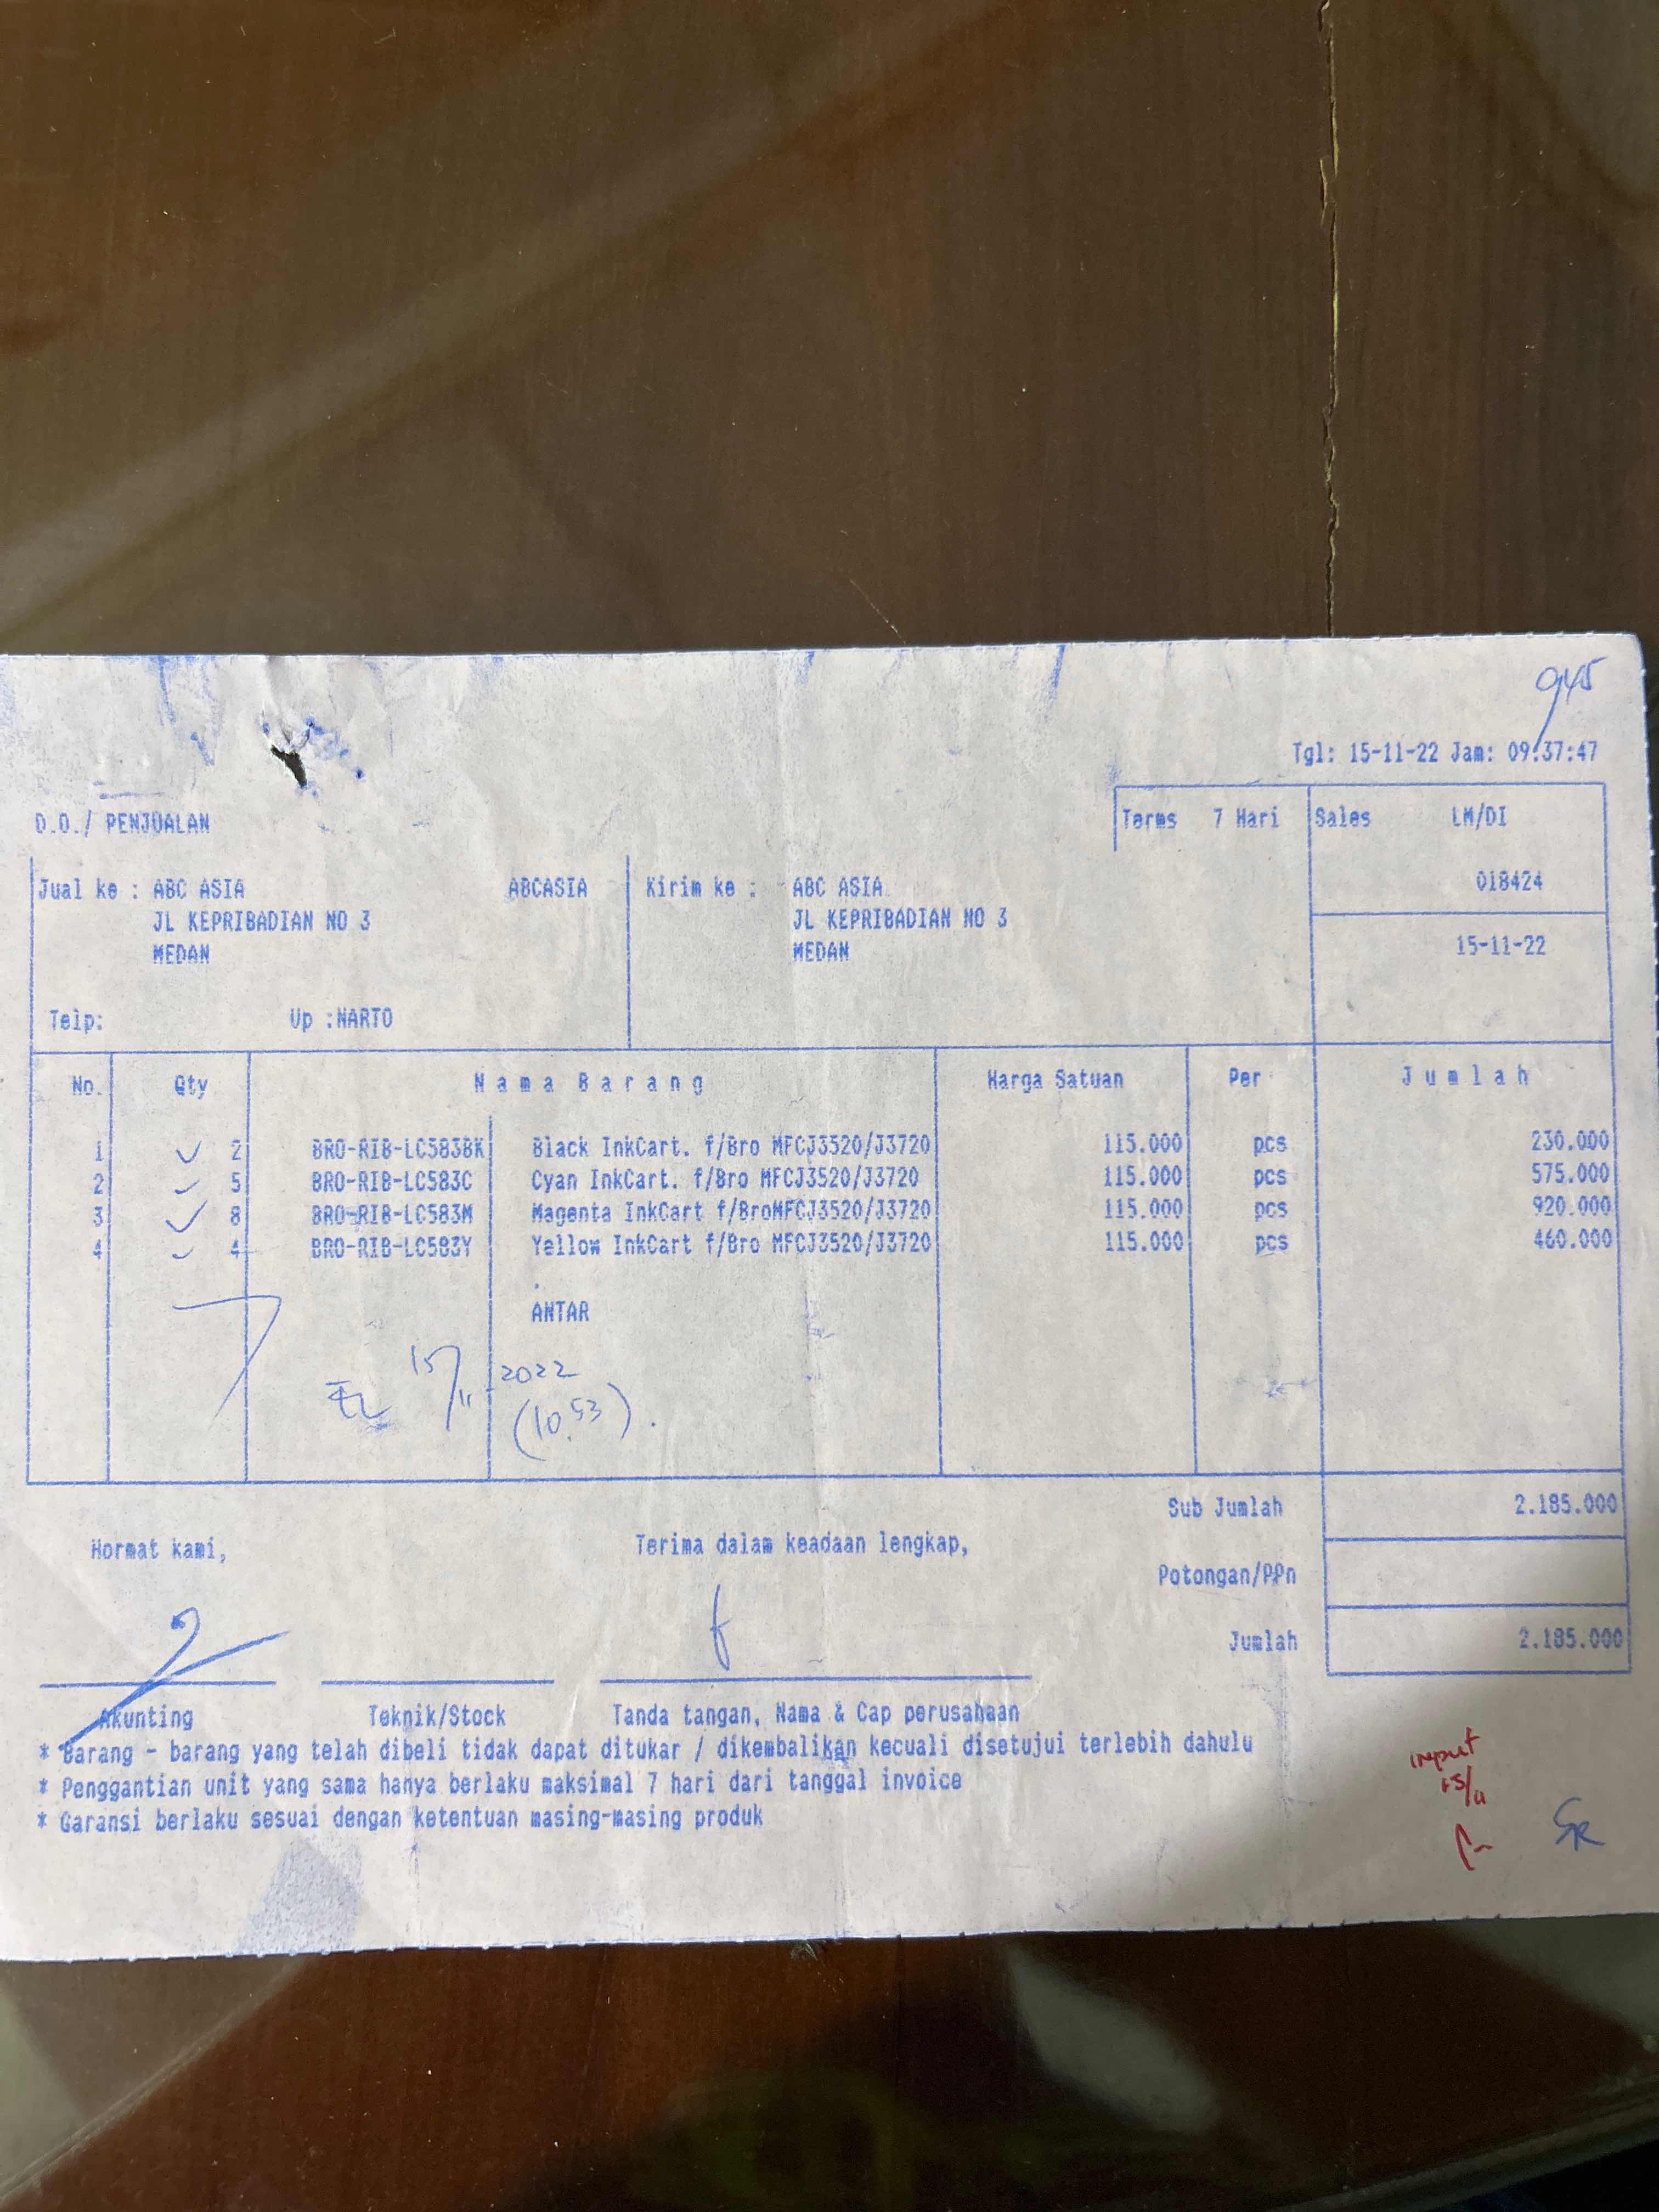 945
Tgl: 15-11-22 Jam: 09:37:47
D.O./ PENJUALAN
Terms 7 Hari Sales LM/DI
018424
15-11-22
Jual ke : ABC ASIA ABCASIA
JL KEPRIBADIAN NO 3
MEDAN
Telp: Up :NARTO
Kirim ke : ABC ASIA
JL KEPRIBADIAN NO 3
MEDAN
No. Qty Nama Barang Harga Satuan Per Jumlah
1 2 BRO-RIB-LC583BK Black InkCart. f/Bro MFCJ3520/J3720 115.000 pcs 230.000
2 5 BRO-RIB-LC583C Cyan InkCart. f/Bro MFCJ3520/J3720 115.000 pcs 575.000
3 8 BRO-RIB-LC583M Magenta InkCart f/BroMFCJ3520/J3720 115.000 pcs 920.000
4 4 BRO-RIB-LC583Y Yellow InkCart f/Bro MFCJ3520/J3720 115.000 pcs 460.000
.
ANTAR
15/11 2022
(10.53).
Sub Jumlah 2.185.000
Potongan/PPn
Jumlah 2.185.000
Hormat kami, Terima dalam keadaan lengkap,
Akunting Teknik/Stock Tanda tangan, Nama & Cap perusahaan
* Barang - barang yang telah dibeli tidak dapat ditukar / dikembalikan kecuali disetujui terlebih dahulu
* Penggantian unit yang sama hanya berlaku maksimal 7 hari dari tanggal invoice
* Garansi berlaku sesuai dengan ketentuan masing-masing produk
input
15/11
SR